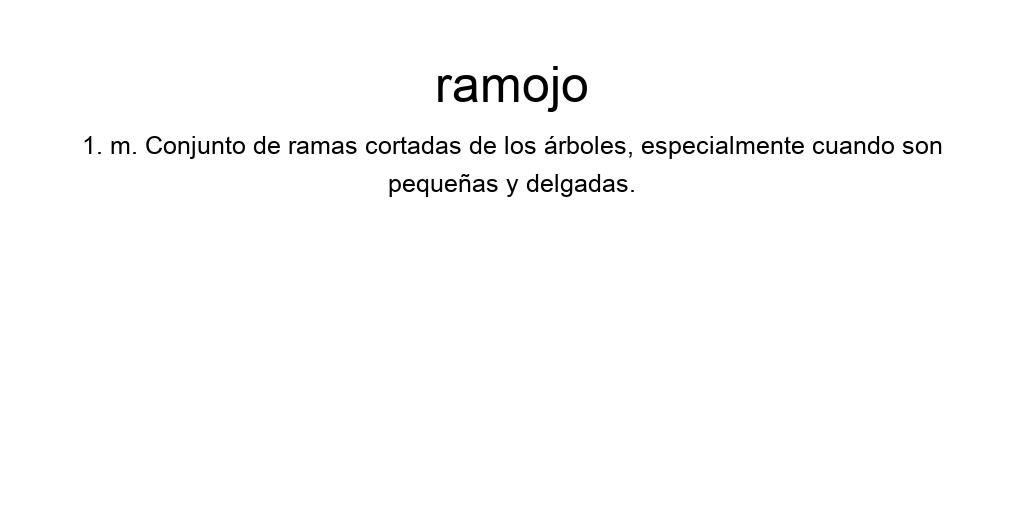 ramojo
1. m. Conjunto de ramas cortadas de los árboles, especialmente cuando son
pequeñas y delgadas.